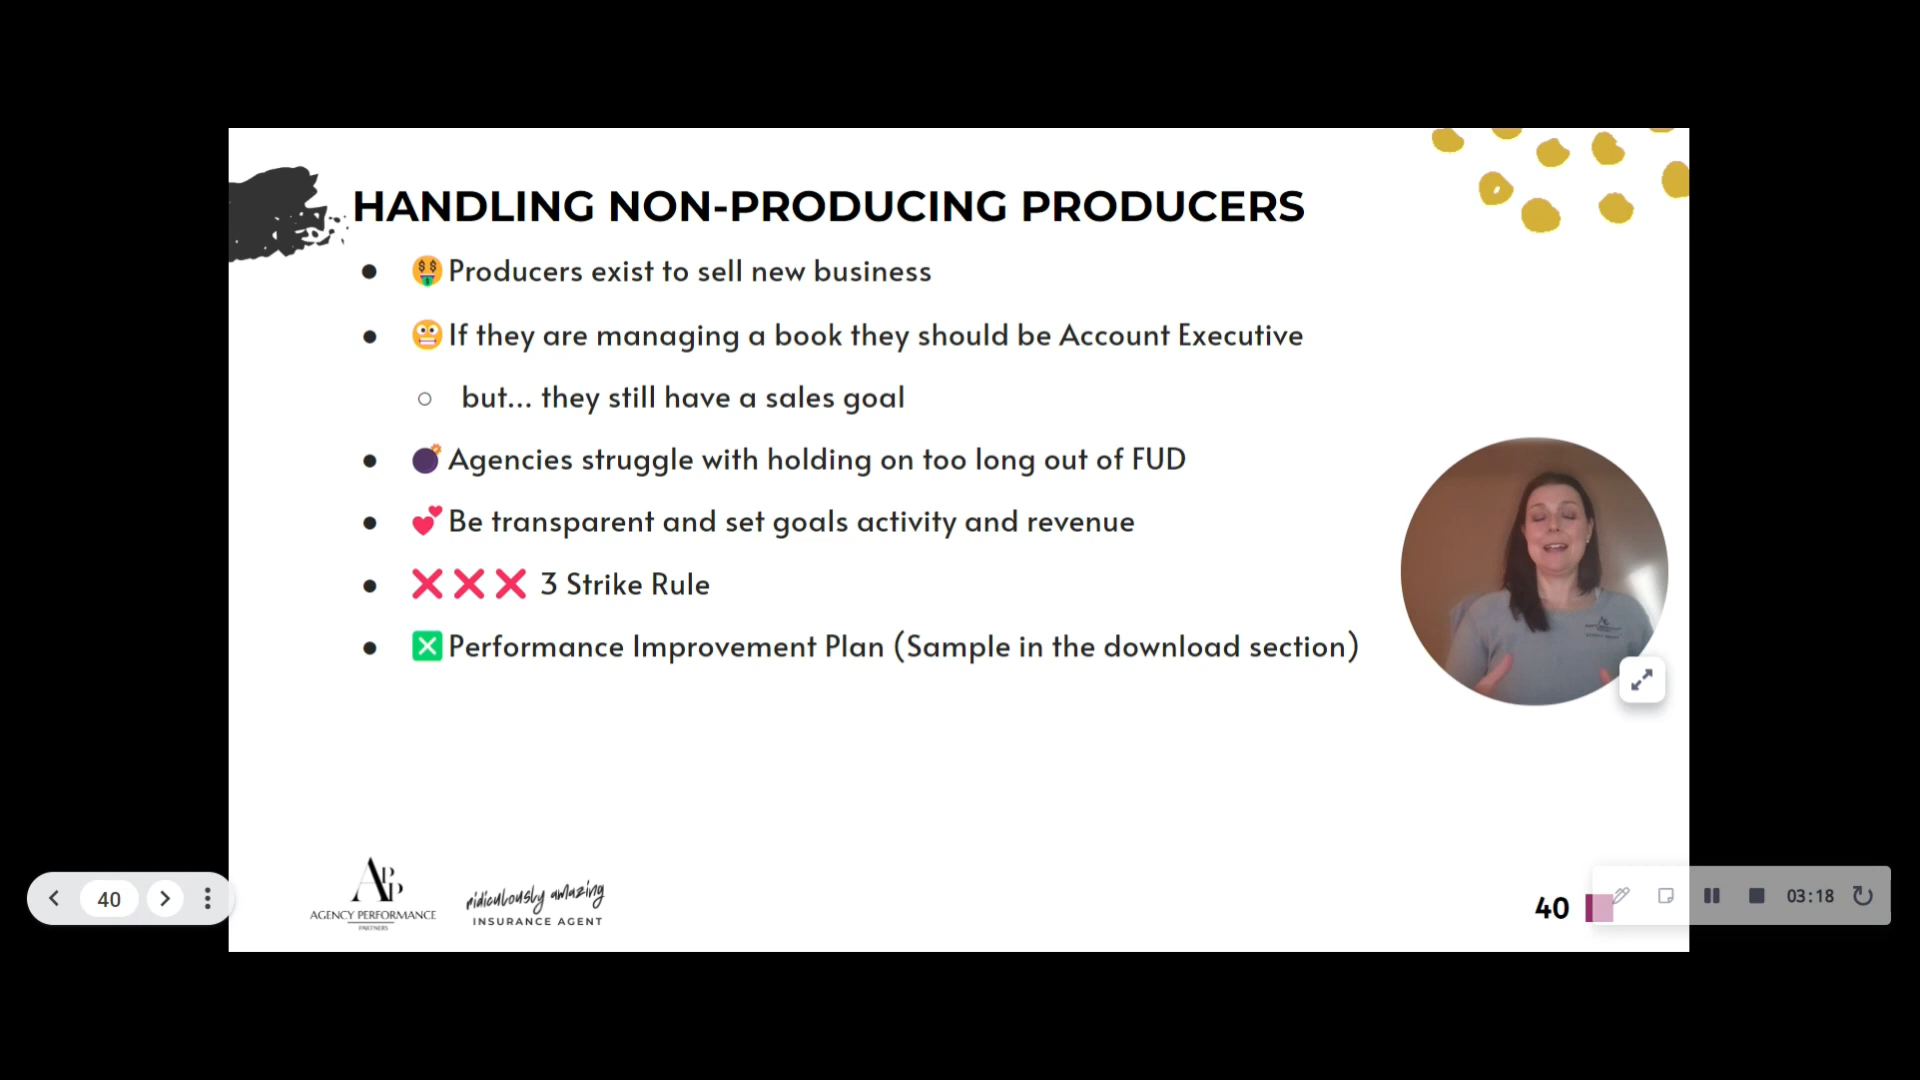 HANDLING NON-PRODUCING PRODUCERS
Producers exist to sell new business
If they are managing a book they should be Account Executive
but... they still have a sales goal
Agencies struggle with holding on too long out of FUD
Be transparent and set goals activity and revenue
3 Strike Rule
Performance Improvement Plan (Sample in the download section)
40
APP
AGENCY PERFORMANCE
PARTNERS
ridiculously amazing
INSURANCE AGENT
40
03:18